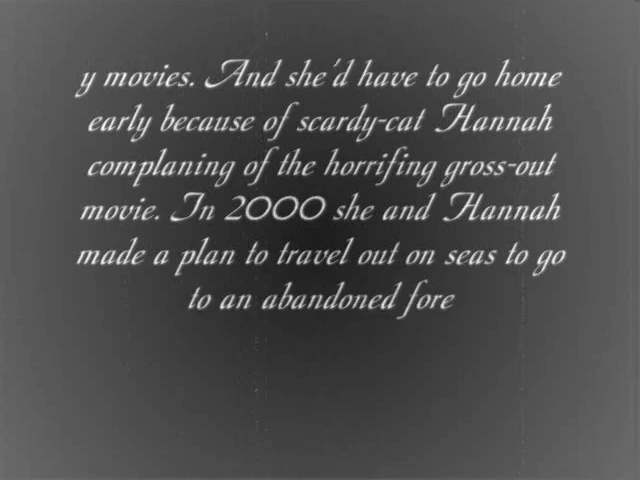 y movies. And she'd have to go home
early because of scardy-cat Hannah
complaning of the horrifing gross-out
movie. In 2000 she and Hannah
made a plan to travel out on seas to go
to an abandoned fore